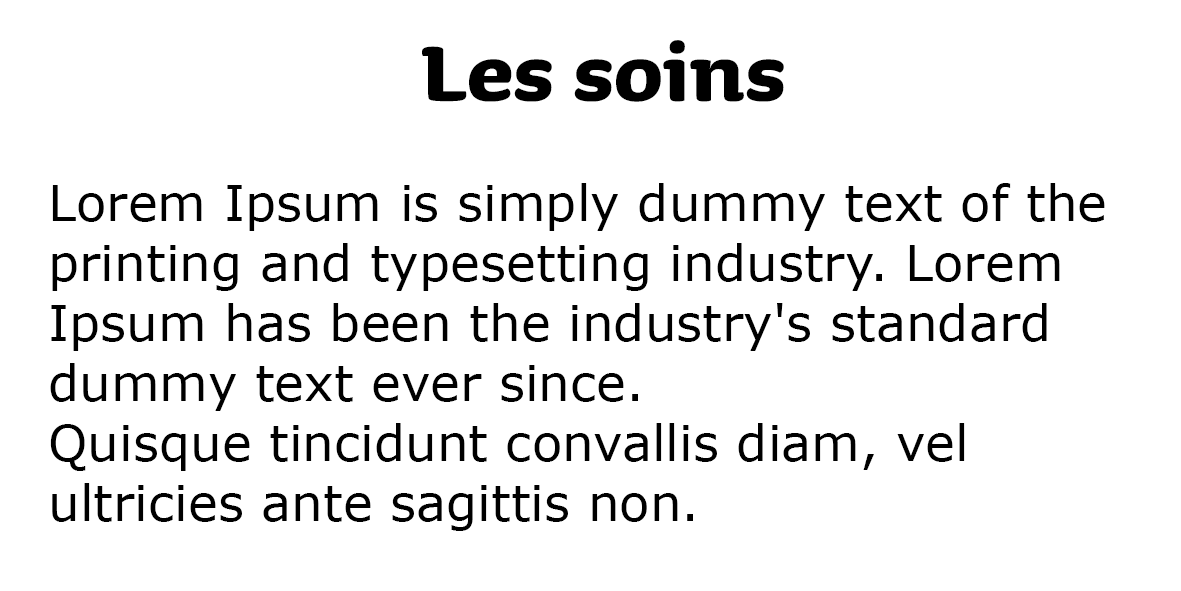 Les soins
Lorem Ipsum is simply dummy text of the
printing and typesetting industry. Lorem
Ipsum has been the industry's standard
dummy text ever since.
Quisque tincidunt convallis diam, vel
ultricies ante sagittis non.